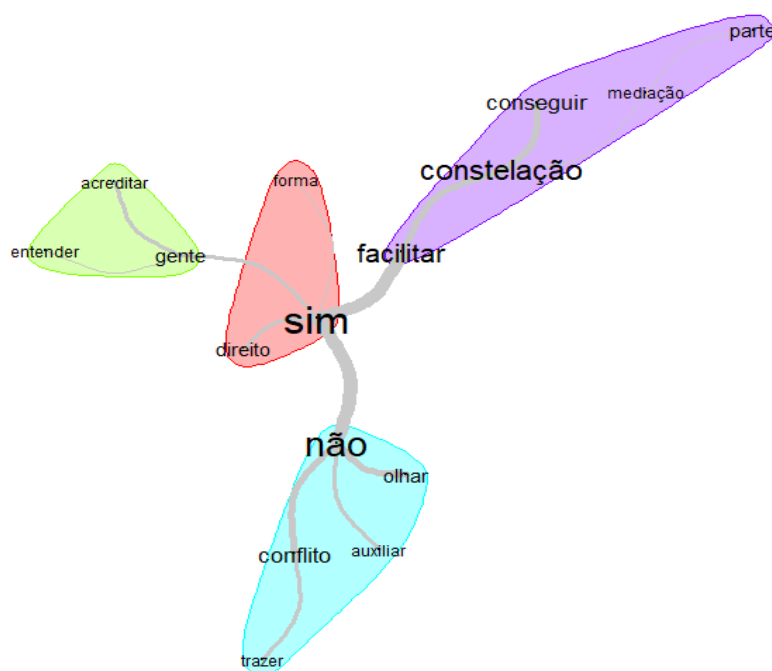 parte
mediação
conseguir
constelação
acreditar
forma
entender
gente
facilitar
sim
direito
não
olhar
conflito
auxiliar
trazer